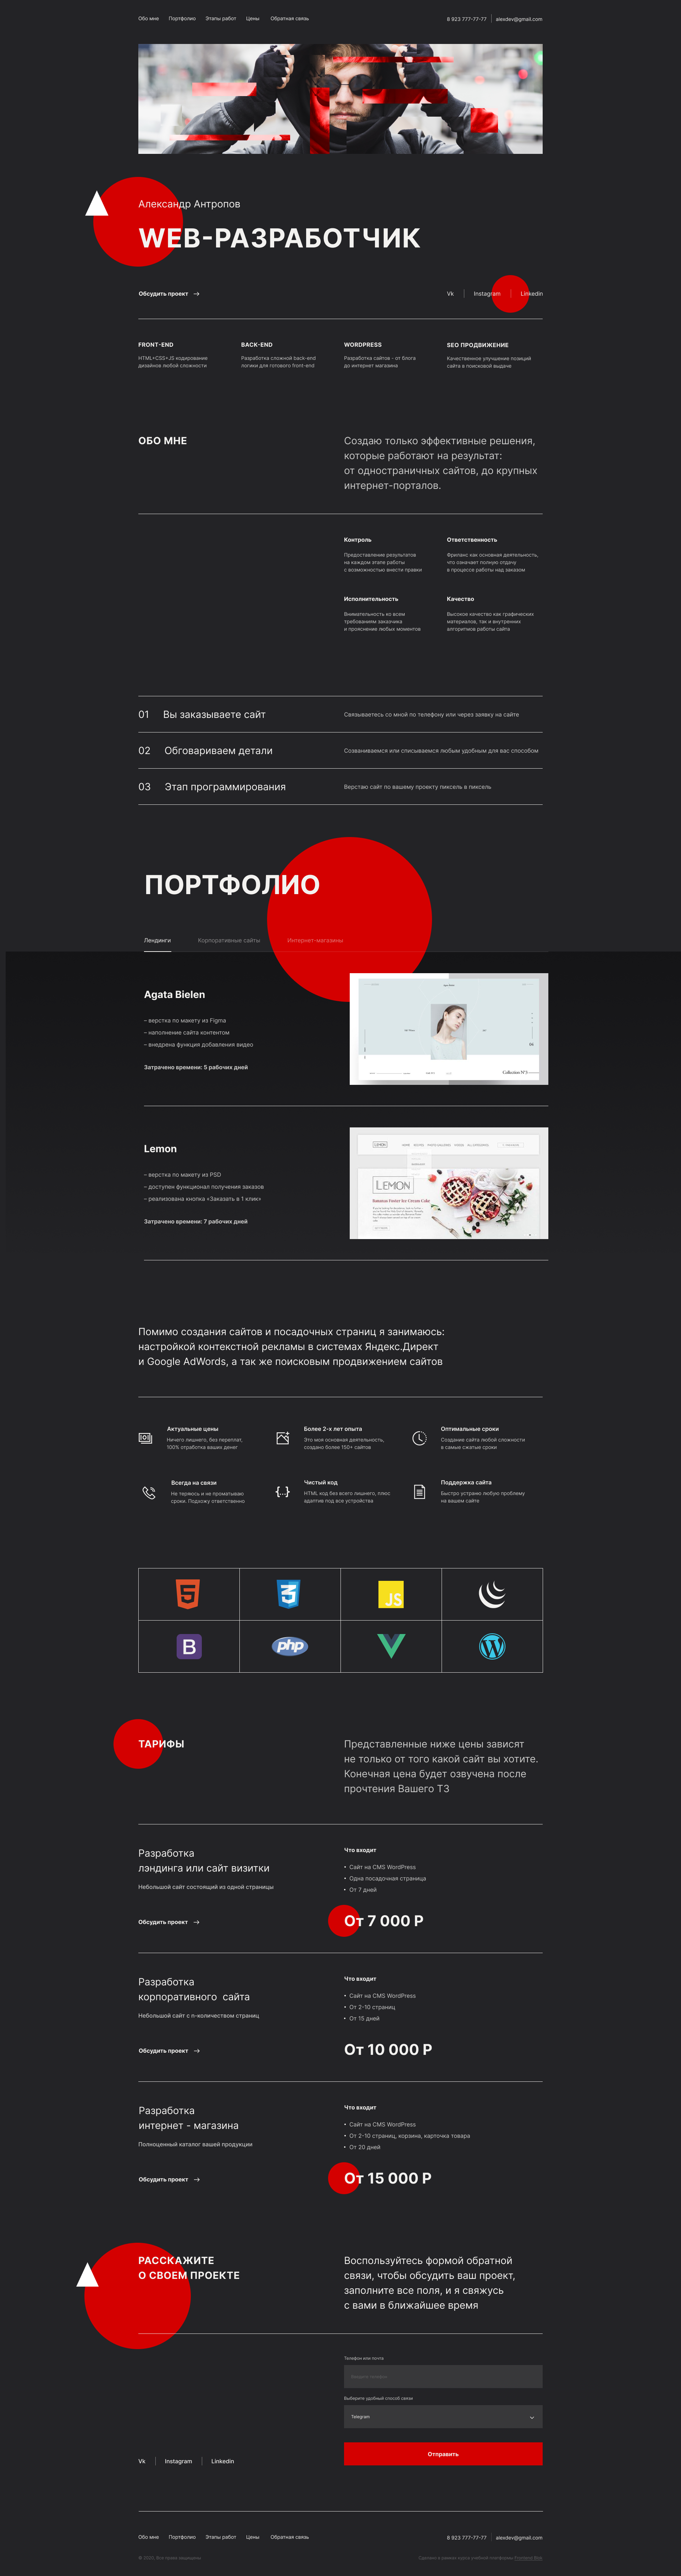 Обо мне Портфолио Этапы работ Цены Обратная связь 8 923 777-77-77 alexdev@gmail.com
Александр Антропов
WEB-РАЗРАБОТЧИК
Обсудить проект → Vk Instagram Linkedin
FRONT-END
HTML+CSS+JS кодирование
дизайнов любой сложности
BACK-END
Разработка сложной back-end
логики для готового front-end
WORDPRESS
Разработка сайтов - от блога
до интернет магазина
SEO ПРОДВИЖЕНИЕ
Качественное улучшение позиций
сайта в поисковой выдаче
ОБО МНЕ
Создаю только эффективные решения,
которые работают на результат:
от одностраничных сайтов, до крупных
интернет-порталов.
Контроль
Предоставление результатов
на каждом этапе работы
с возможностью внести правки
Ответственность
Фриланс как основная деятельность,
что означает полную отдачу
в процессе работы над заказом
Исполнительность
Внимательность ко всем
требованиям заказчика
и прояснение любых моментов
Качество
Высокое качество как графических
материалов, так и внутренних
алгоритмов работы сайта
01 Вы заказываете сайт Связываетесь со мной по телефону или через заявку на сайте
02 Обговариваем детали Созваниваемся или списываемся любым удобным для вас способом
03 Этап программирования Верстаю сайт по вашему проекту пиксель в пиксель
ПОРТФОЛИО
Лендинги Корпоративные сайты Интернет-магазины
Agata Bielen
– верстка по макету из Figma
– наполнение сайта контентом
– внедрена функция добавления видео
Затрачено времени: 5 рабочих дней
Collection N°3
Lemon
– верстка по макету из PSD
– доступен функционал получения заказов
– реализована кнопка «Заказать в 1 клик»
Затрачено времени: 7 рабочих дней
LEMON
Banana Foster Ice Cream Cake
Помимо создания сайтов и посадочных страниц я занимаюсь:
настройкой контекстной рекламы в системах Яндекс.Директ
и Google AdWords, а так же поисковым продвижением сайтов
Актуальные цены
Ничего лишнего, без переплат,
100% отработка ваших денег
Более 2-х лет опыта
Это моя основная деятельность,
создано более 150+ сайтов
Оптимальные сроки
Создание сайта любой сложности
в самые сжатые сроки
Всегда на связи
Не теряюсь и не проматываю
сроки. Подхожу ответственно
Чистый код
HTML код без всего лишнего, плюс
адаптив под все устройства
Поддержка сайта
Быстро устраню любую проблему
на вашем сайте
5 3 JS
B php W
ТАРИФЫ
Представленные ниже цены зависят
не только от того какой сайт вы хотите.
Конечная цена будет озвучена после
прочтения Вашего ТЗ
Разработка
лэндинга или сайт визитки
Небольшой сайт состоящий из одной страницы
Обсудить проект →
Что входит
• Сайт на CMS WordPress
• Одна посадочная страница
• От 7 дней
От 7 000 Р
Разработка
корпоративного сайта
Небольшой сайт с n-количеством страниц
Обсудить проект →
Что входит
• Сайт на CMS WordPress
• От 2-10 страниц
• От 15 дней
От 10 000 Р
Разработка
интернет - магазина
Полноценный каталог вашей продукции
Обсудить проект →
Что входит
• Сайт на CMS WordPress
• От 2-10 страниц, корзина, карточка товара
• От 20 дней
От 15 000 Р
РАССКАЖИТЕ
О СВОЕМ ПРОЕКТЕ
Воспользуйтесь формой обратной
связи, чтобы обсудить ваш проект,
заполните все поля, и я свяжусь
с вами в ближайшее время
Телефон или почта
Выберите удобный способ связи
Telegram
Отправить
Vk Instagram Linkedin
Обо мне Портфолио Этапы работ Цены Обратная связь 8 923 777-77-77 alexdev@gmail.com
© 2020, Все права защищены